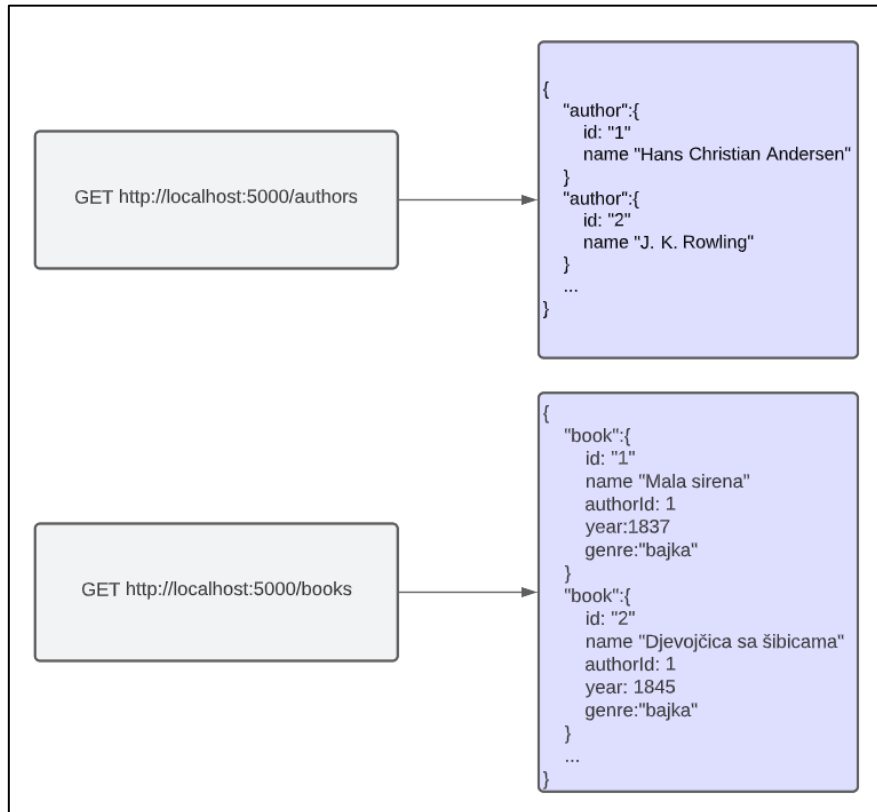 GET http://localhost:5000/authors
{
"author":{
id: "1"
name "Hans Christian Andersen"
}
"author":{
id: "2"
name "J. K. Rowling"
}
...
}
GET http://localhost:5000/books
{
"book":{
id: "1"
name "Mala sirena"
authorId: 1
year:1837
genre:"bajka"
}
"book":{
id: "2"
name "Djevojčica sa šibicama"
authorId: 1
year: 1845
genre:"bajka"
}
...
}